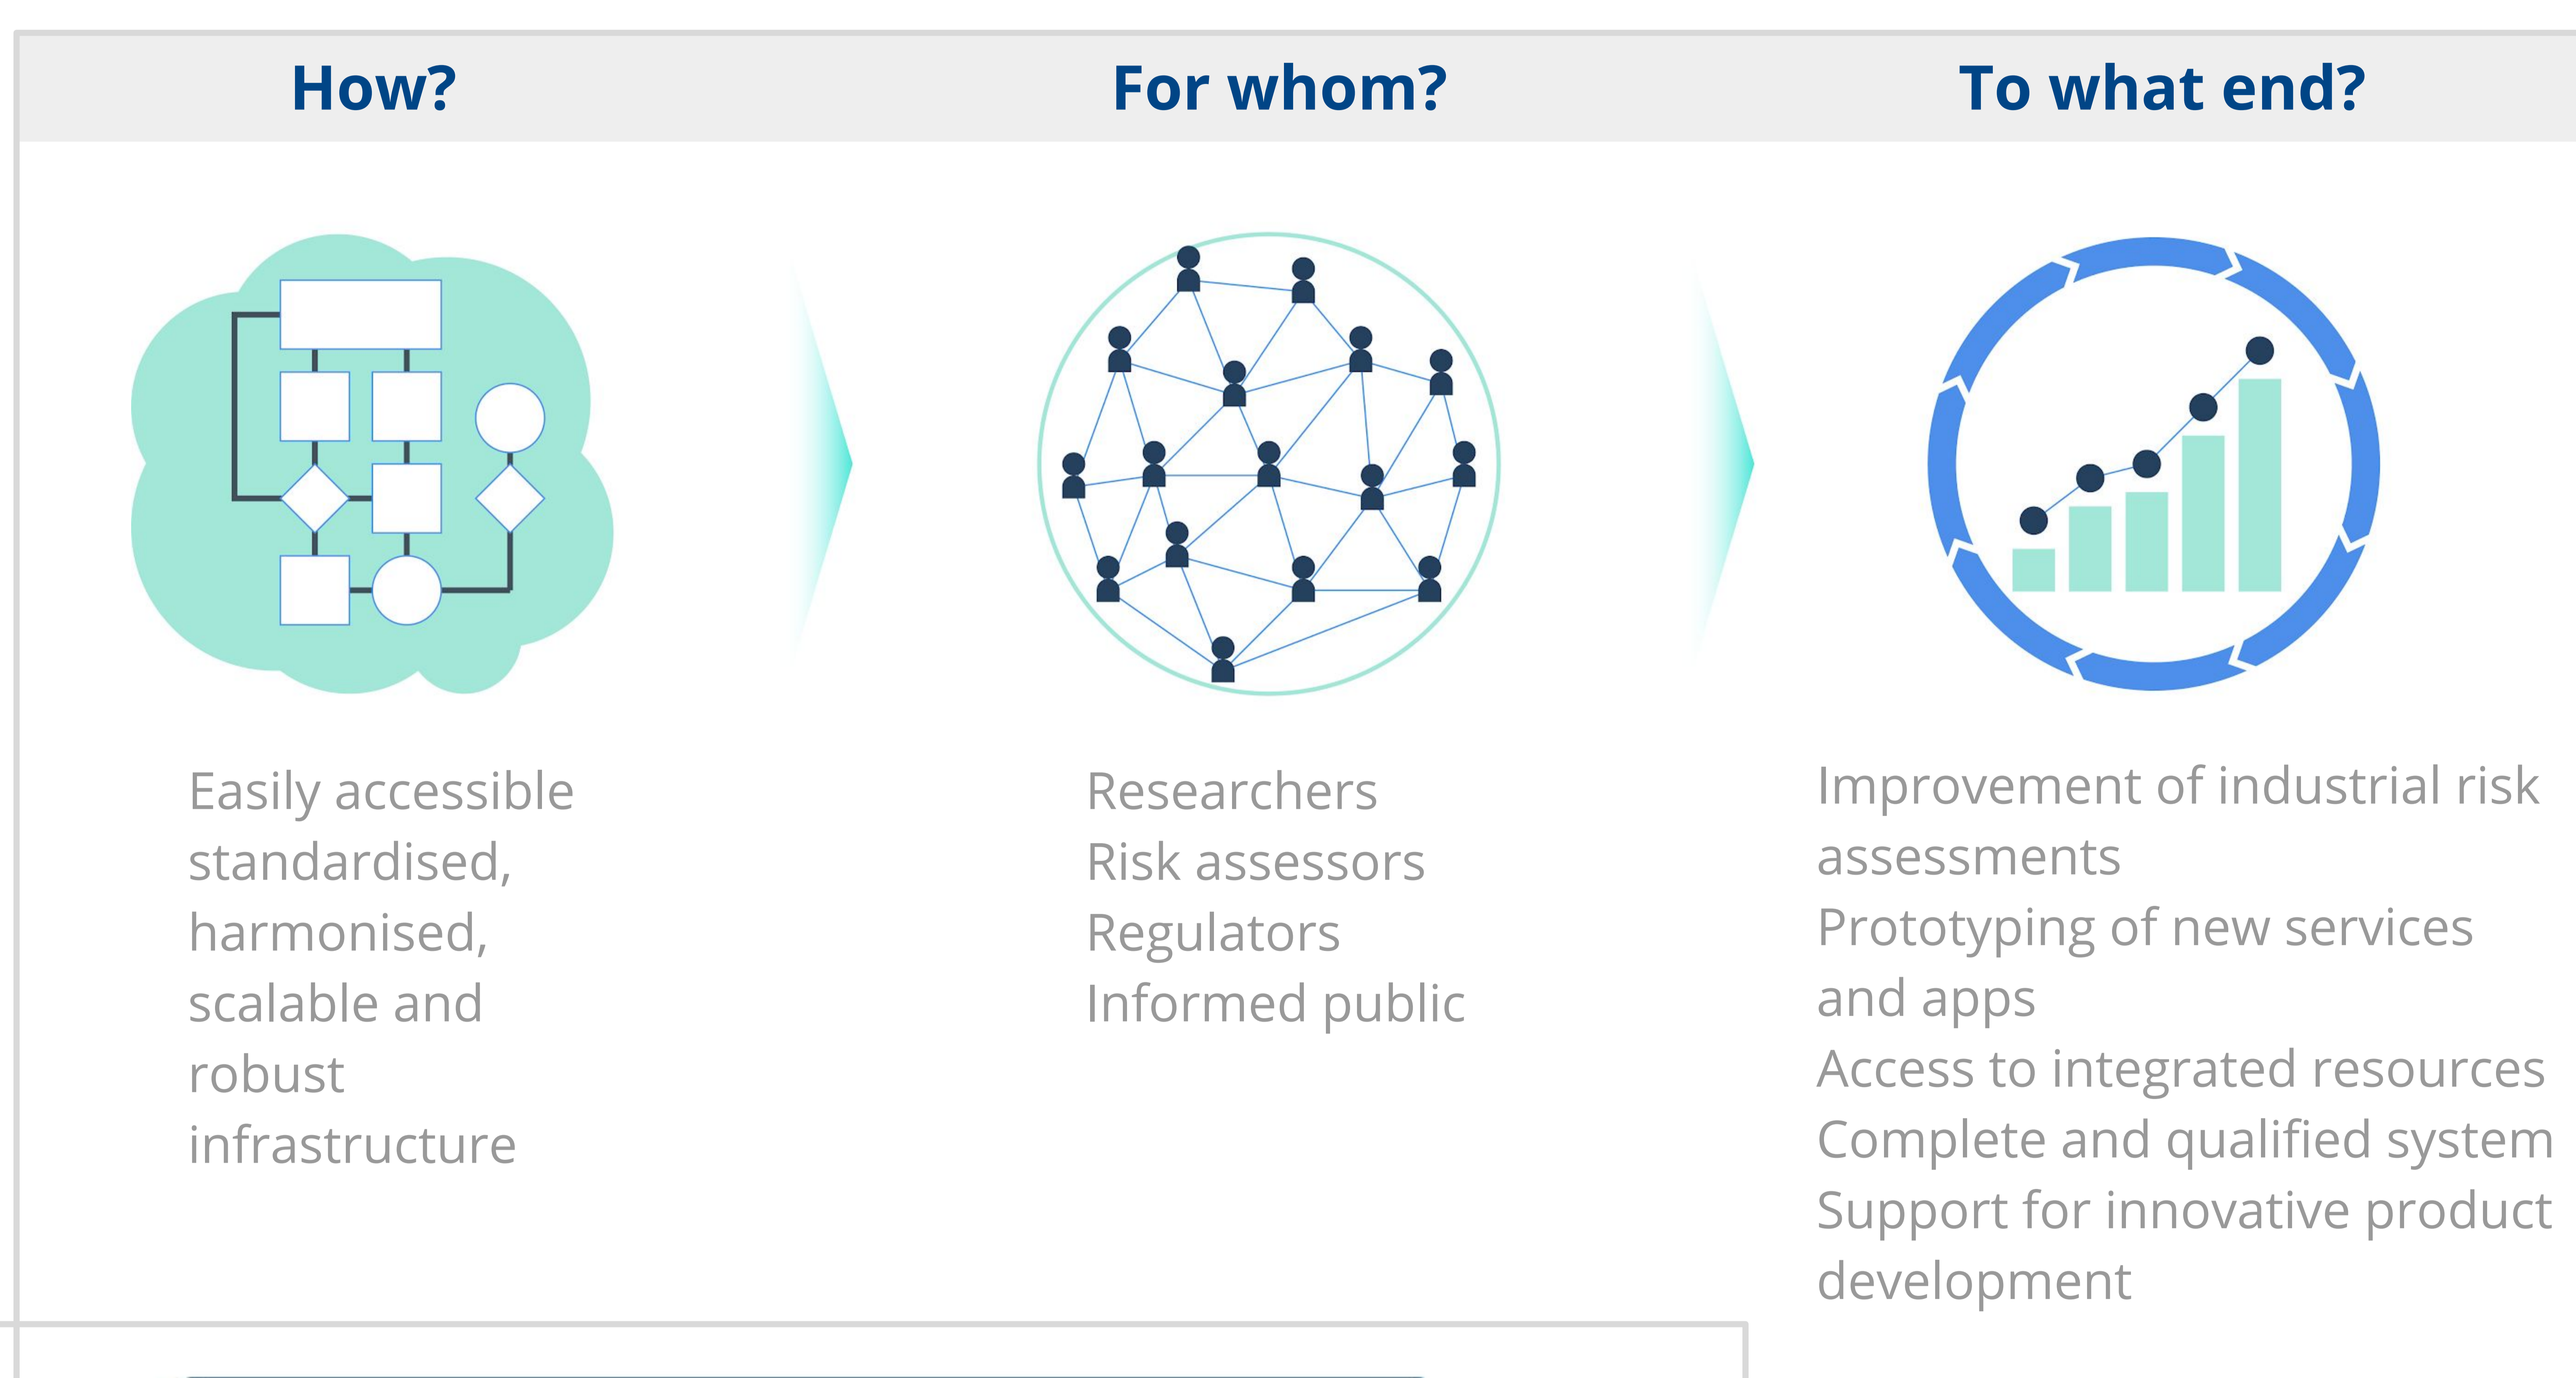 How?
For whom?
To what end?
Easily accessible
standardised,
harmonised,
scalable and
robust
infrastructure
Researchers
Risk assessors
Regulators
Informed public
Improvement of industrial risk
assessments
Prototyping of new services
and apps
Access to integrated resources
Complete and qualified system
Support for innovative product
development